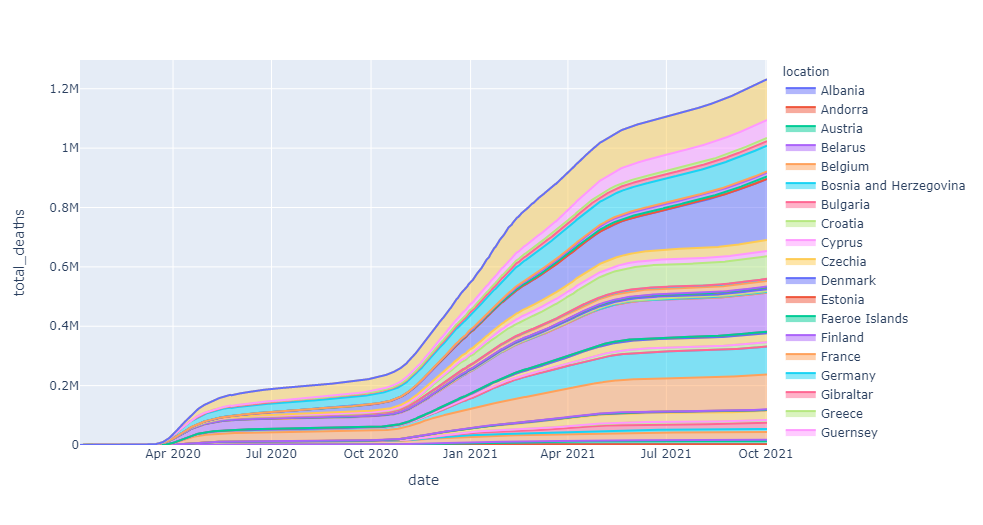 location
Albania
Andorra
Austria
Belarus
Belgium
Bosnia and Herzegovina
Bulgaria
Croatia
Cyprus
Czechia
Denmark
Estonia
Faeroe Islands
Finland
France
Germany
Gibraltar
Greece
Guernsey
total_deaths
1.2M
1M
0.8M
0.6M
0.4M
0.2M
0
Apr 2020
Jul 2020
Oct 2020
Jan 2021
Apr 2021
Jul 2021
Oct 2021
date